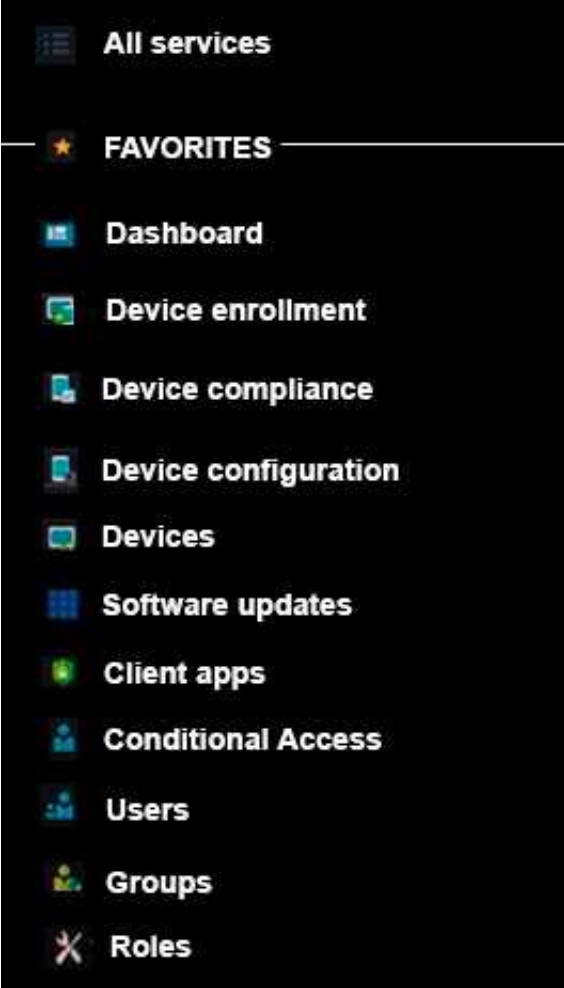 All services
FAVORITES
Dashboard
Device enrollment
Device compliance
Device configuration
Devices
Software updates
Client apps
Conditional Access
Users
Groups
Roles